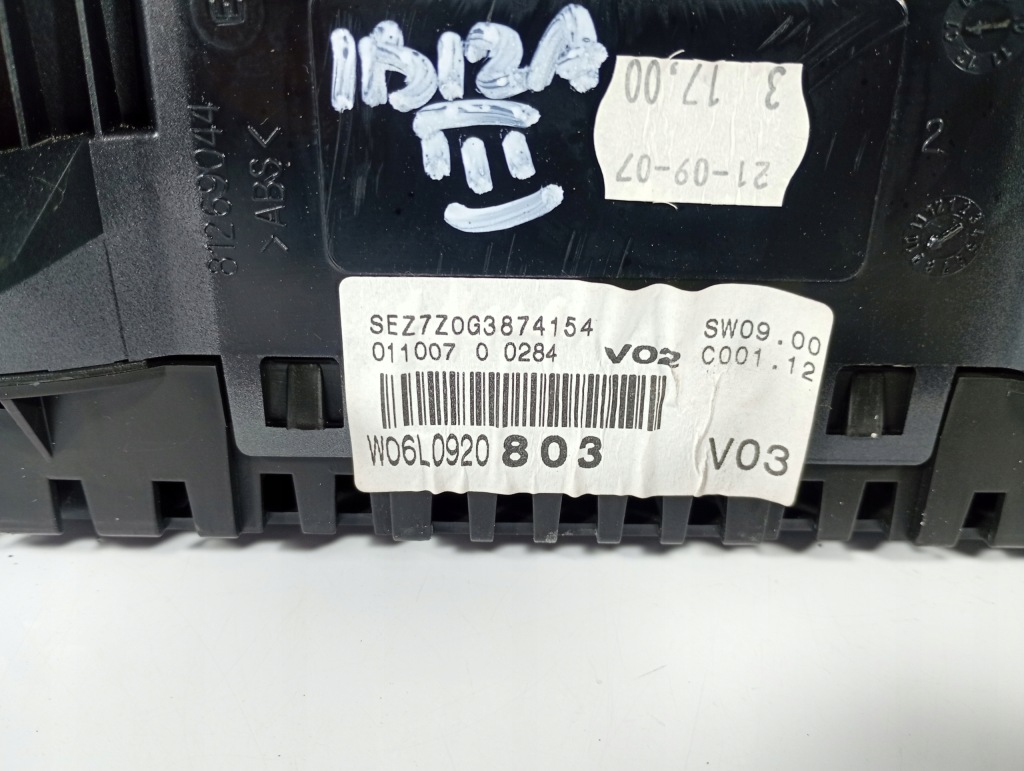 IBIZA
III
3 17,00
21-09-07
81269044
>ABS<
2
SEZ7Z0G3874154
SW09.00
011007 0 0284 V02
C001.12
W06L0920 803
V03